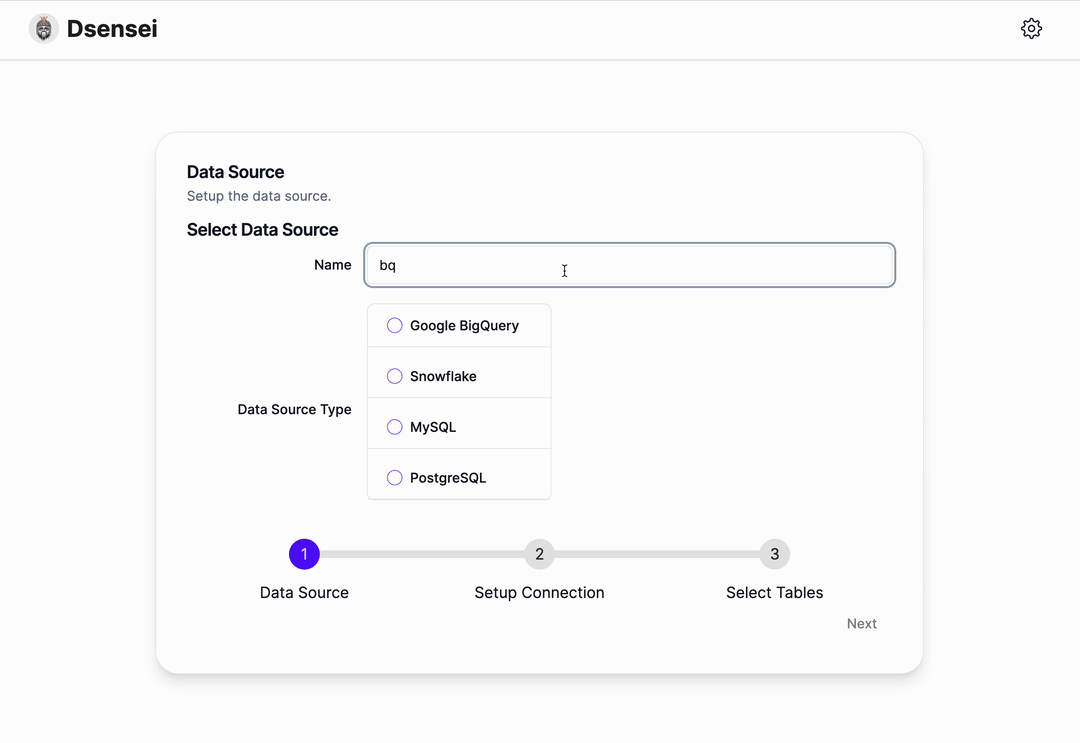 Dsensei
Data Source
Setup the data source.
Select Data Source
Name
bq
Google BigQuery
Snowflake
Data Source Type
MySQL
PostgreSQL
1
2
3
Data Source
Setup Connection
Select Tables
Next